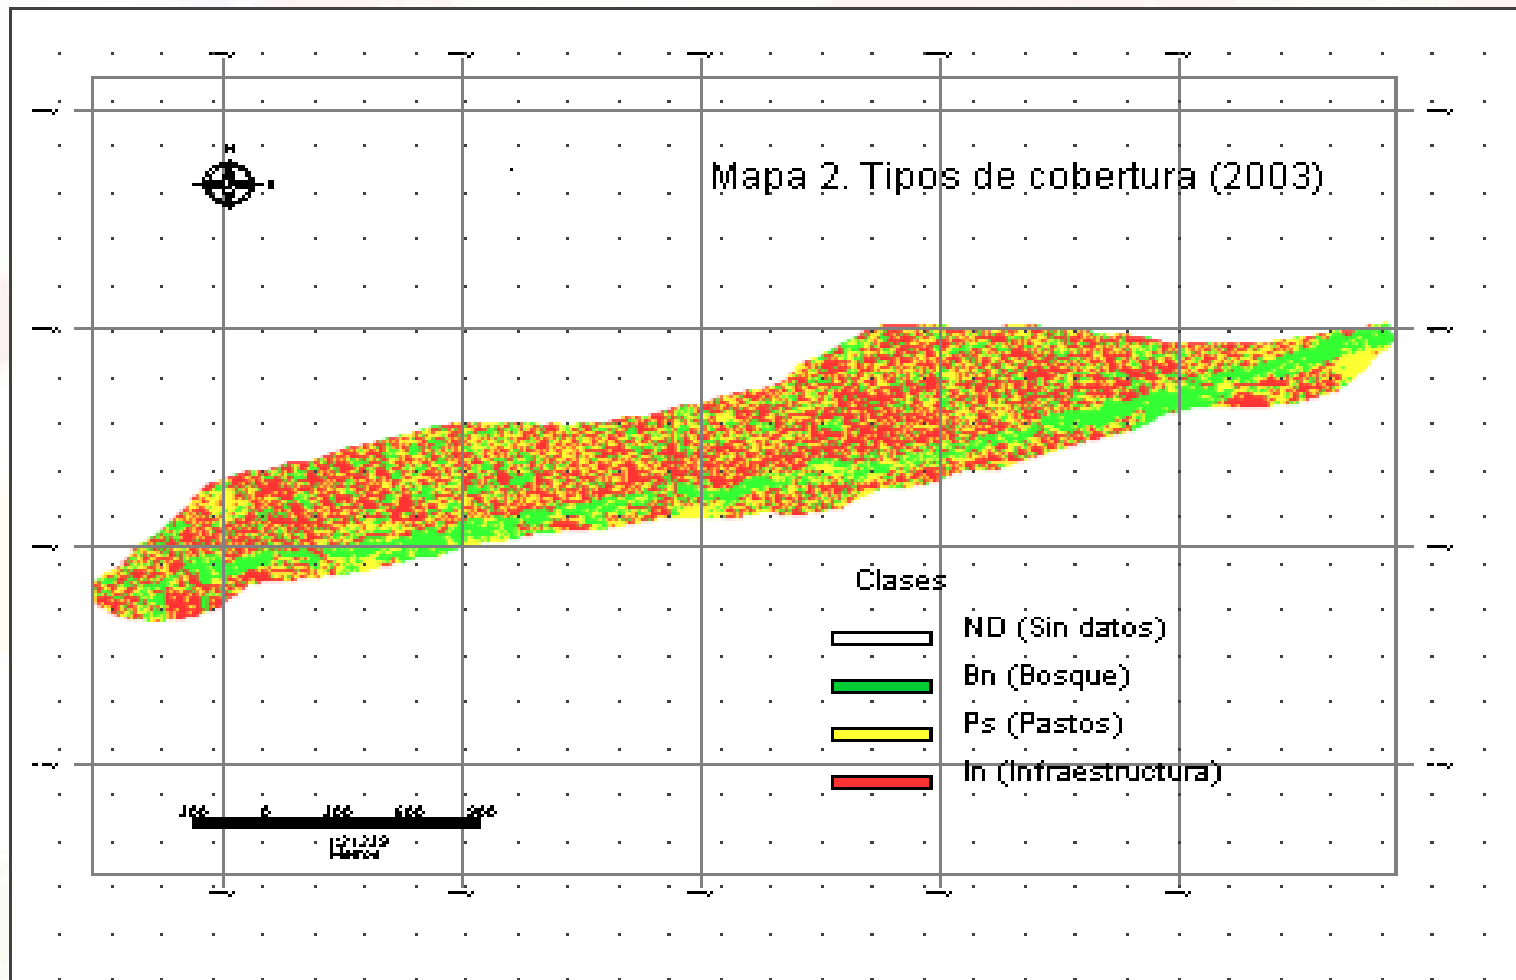 N
Mapa 2. Tipos de cobertura (2003)
Clases
ND (Sin datos)
Bn (Bosque)
Ps (Pastos)
In (Infraestructura)